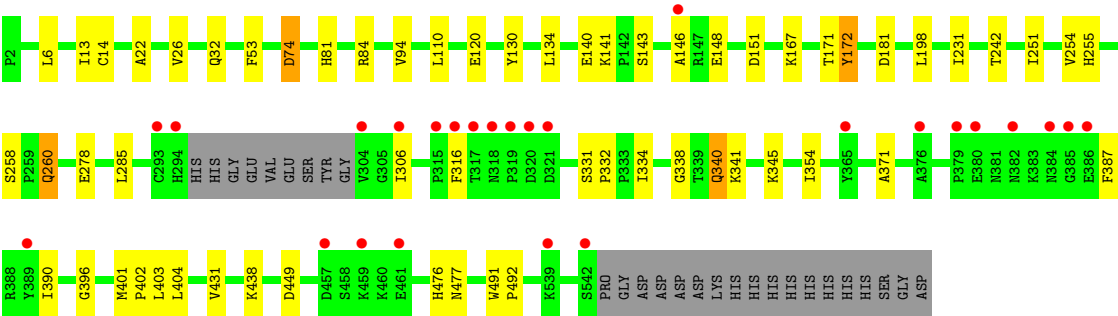 P2 L6 I13 C14 A22 V26 Q32 F53 D74 H81 R84 V94 L110 E120 Y130 L134 E140 K141 P142 S143 A146 R147 E148 D151 K167 T171 Y172 D181 L198 I231 T242 I251 V254 H255
S258 P259 Q260 E278 L285 C293 H294 HIS HIS GLY GLU VAL GLU SER TYR GLY V304 G305 I306 P315 F316 T317 N318 P319 D320 D321 S331 P332 P333 I334 G338 T339 Q340 K341 K345 I354 Y365 A371 A376 P379 E380 N381 N382 K383 N384 G385 E386 F387
R388 Y389 I390 G396 M401 P402 L403 L404 V431 K438 D449 D457 S458 K459 K460 E461 H476 N477 W491 P492 K539 S542 PRO GLY ASP ASP ASP ASP LYS HIS HIS HIS HIS HIS HIS HIS HIS SER GLY ASP